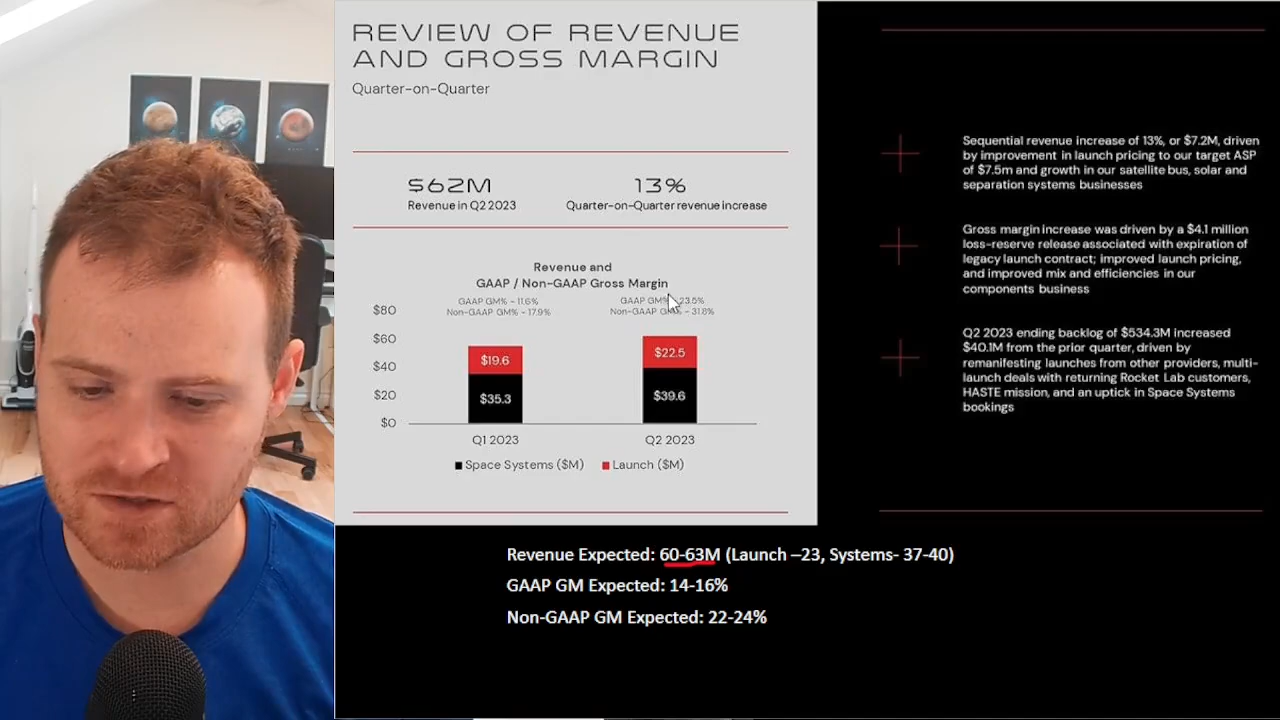 REVIEW OF REVENUE
AND GROSS MARGIN
Quarter-on-Quarter
$62M
Revenue in Q2 2023
13%
Quarter-on-Quarter revenue increase
Revenue and
GAAP / Non-GAAP Gross Margin
GAAP GM% - 11.6%
Non-GAAP GM% - 17.9%
GAAP GM% 23.5%
Non-GAAP GM% - 31.8%
$80
$60
$40
$20
$0
$19.6
$35.3
$22.5
$39.6
Q1 2023
Q2 2023
Space Systems ($M)
Launch ($M)
Sequential revenue increase of 13%, or $7.2M, driven
by improvement in launch pricing to our target ASP
of $7.5m and growth in our satellite bus, solar and
separation systems businesses
Gross margin increase was driven by a $4.1 million
loss-reserve release associated with expiration of
legacy launch contract; improved launch pricing,
and improved mix and efficiencies in our
components business
Q2 2023 ending backlog of $534.3M increased
$40.1M from the prior quarter, driven by
remanifesting launches from other providers, multi-
launch deals with returning Rocket Lab customers,
HASTE mission, and an uptick in Space Systems
bookings
Revenue Expected: 60-63M (Launch –23, Systems- 37-40)
GAAP GM Expected: 14-16%
Non-GAAP GM Expected: 22-24%